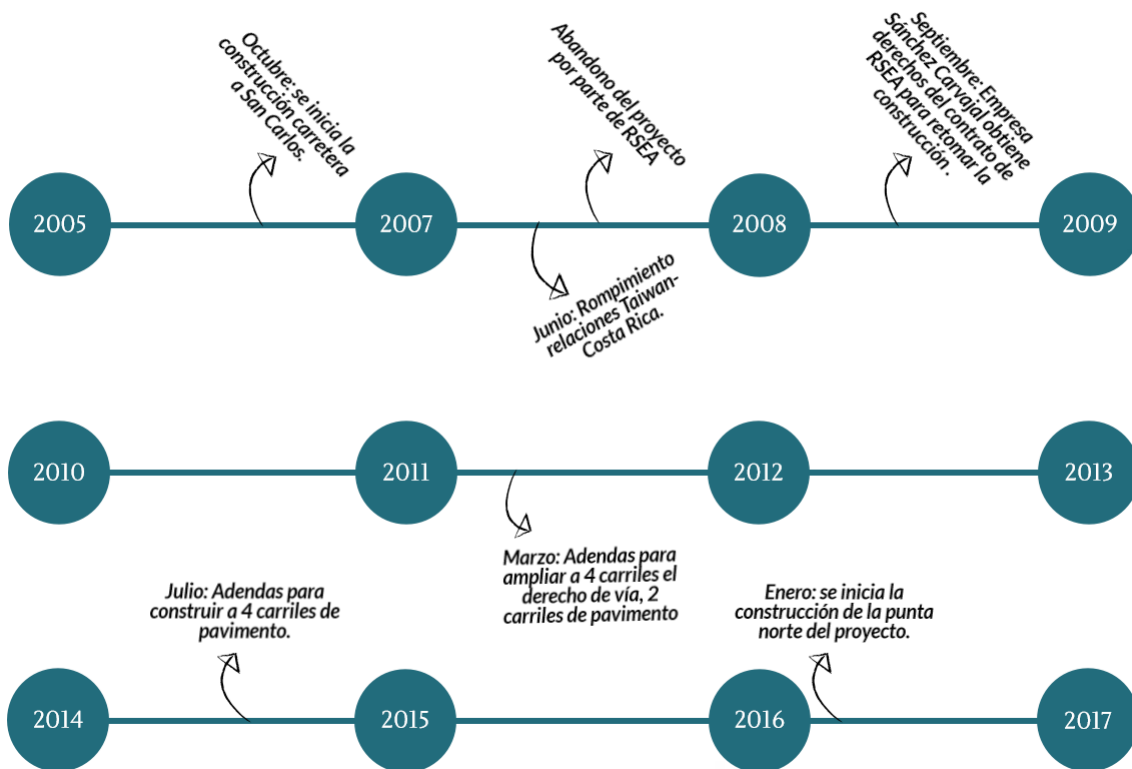 Octubre: se inicia la
construcción carretera
a San Carlos.
Abandono del proyecto
por parte de RSEA
Septiembre: Empresa
Sánchez Carvajal obtiene
derechos del contrato de
RSEA para retomar la
construcción .
2005
2007
2008
2009
Junio: Rompimiento
relaciones Taiwan-
Costa Rica.
2010
2011
2012
2013
Marzo: Adendas para
ampliar a 4 carriles el
derecho de vía, 2
carriles de pavimento
Julio: Adendas para
construir a 4 carriles de
pavimento.
Enero: se inicia la
construcción de la punta
norte del proyecto.
2014
2015
2016
2017